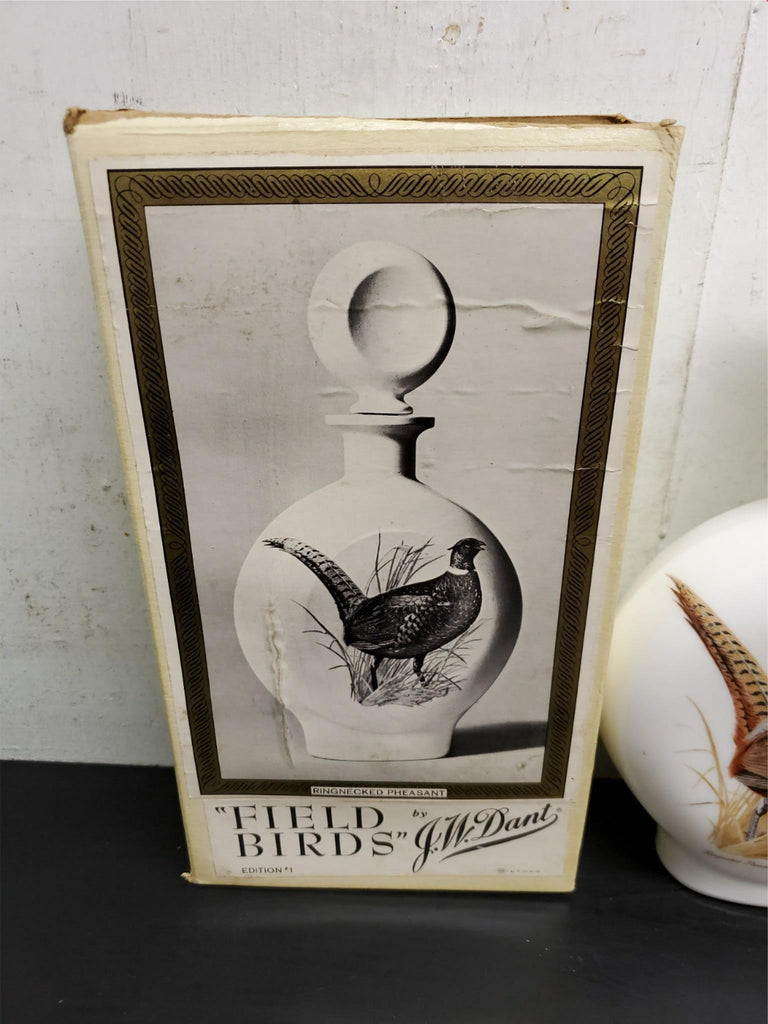 RINGNECKED PHEASANT
"FIELD BIRDS" by J.W. Dant®
EDITION #1